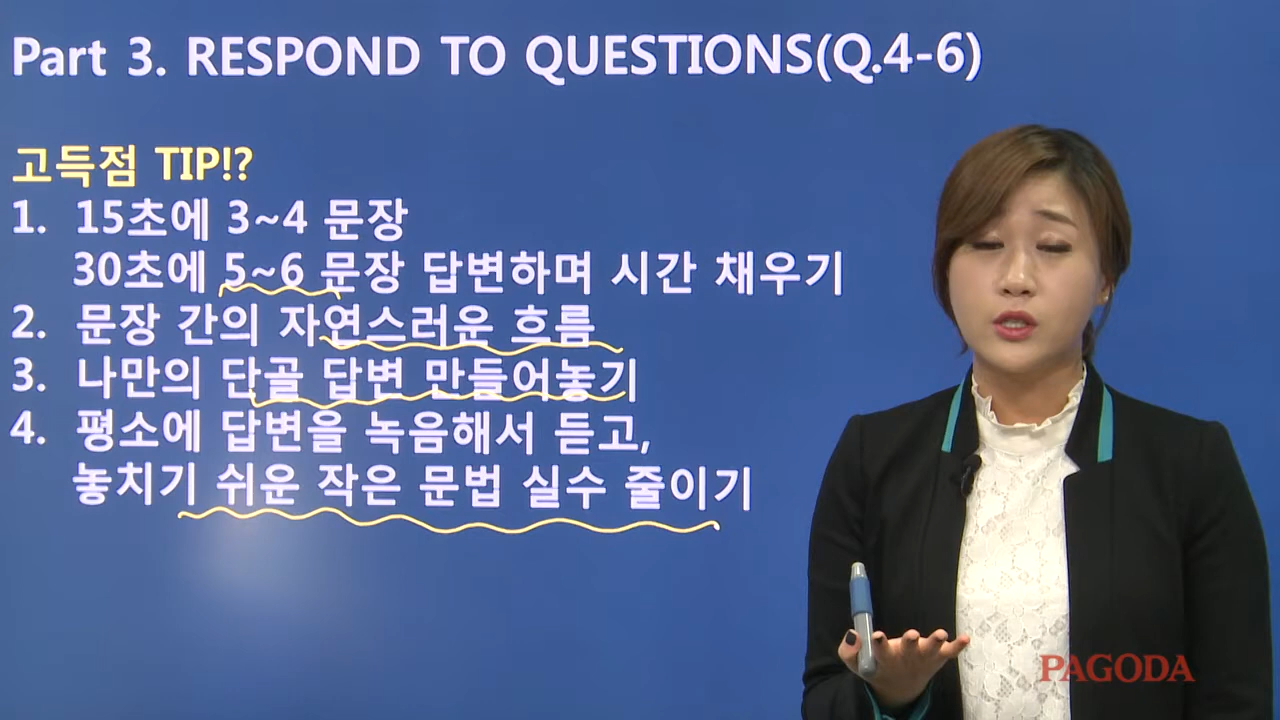 Part 3. RESPOND TO QUESTIONS(Q.4-6)
고득점 TIP!?
1. 15초에 3~4 문장
30초에 5~6 문장 답변하며 시간 채우기
2. 문장 간의 자연스러운 흐름
3. 나만의 단골 답변 만들어놓기
4. 평소에 답변을 녹음해서 듣고,
놓치기 쉬운 작은 문법 실수 줄이기
PAGODA